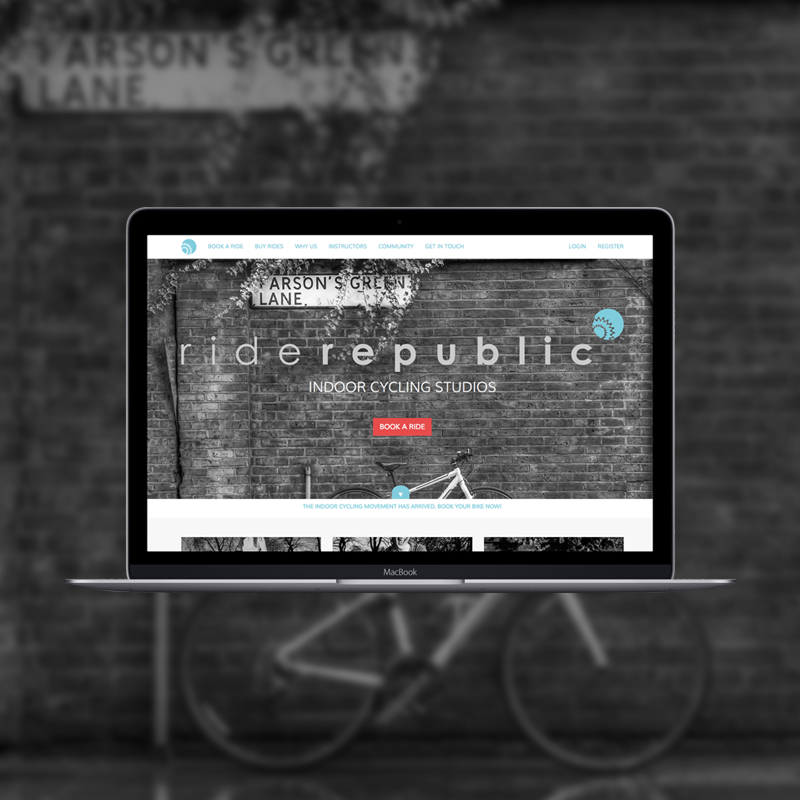 PARSON'S GREEN
LANE.
BOOK A RIDE BUY RIDES WHY US INSTRUCTORS COMMUNITY GET IN TOUCH LOGIN REGISTER
PARSON'S GREEN
LANE.
riderepublic
INDOOR CYCLING STUDIOS
BOOK A RIDE
THE INDOOR CYCLING MOVEMENT HAS ARRIVED. BOOK YOUR BIKE NOW!
MacBook